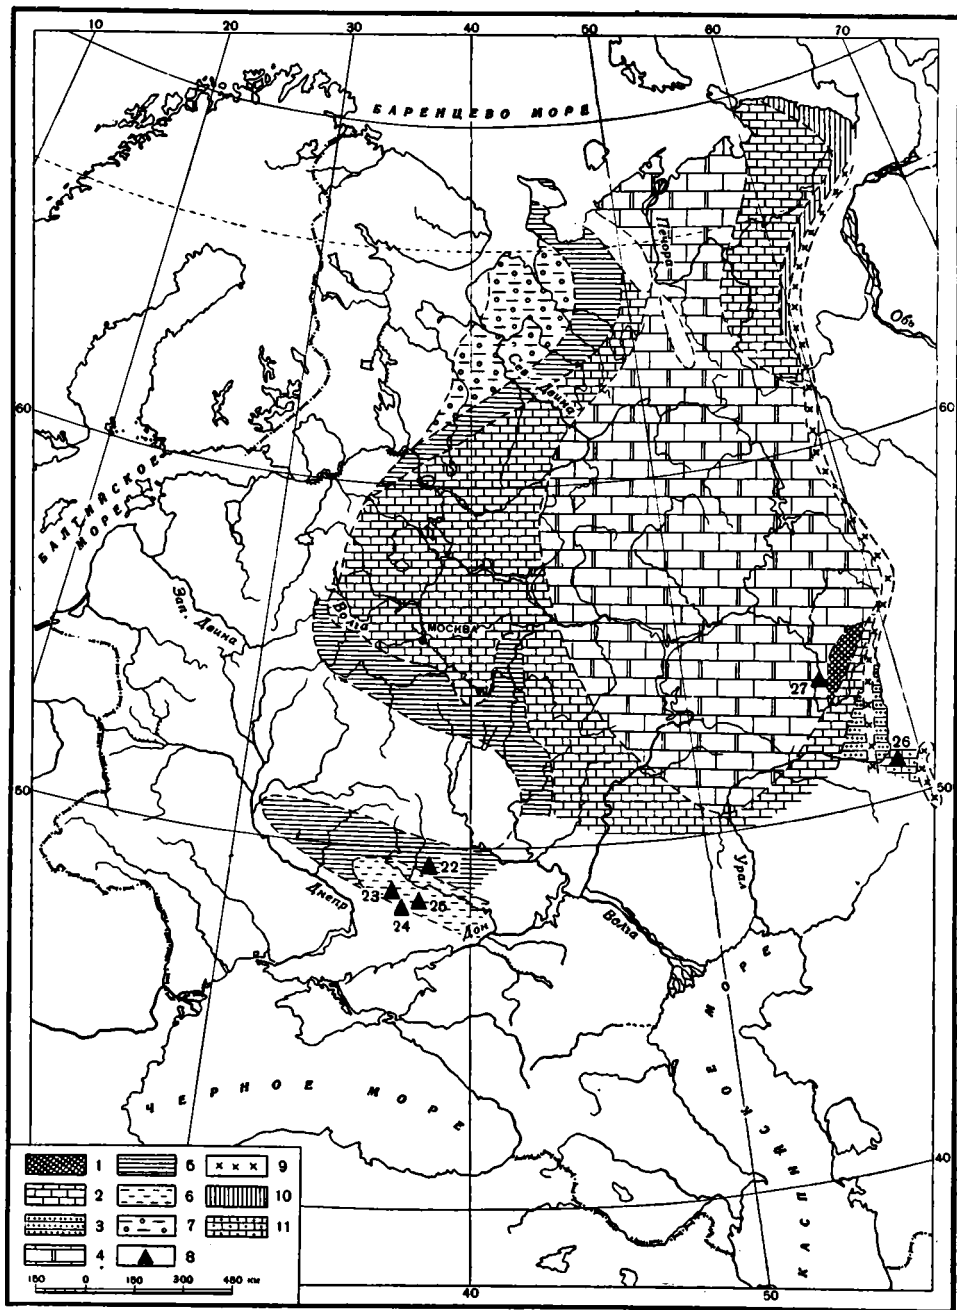 10 20 30 40 50 60 70
БАРЕНЦЕВО МОРЕ
Печора
Обь
Сев. Двина
60 60
БАЛТИЙСКОЕ
МОРЕ
Зап. Двина
Волга
МОСКВА
27
26
50 50
22
23
25
24
Днепр
Дон
Волга
Урал
ЧЕРНОЕ МОРЕ
КАСПИЙСКОЕ МОРЕ
40
1 5 9
2 6 10
3 7 11
4 8
150 0 150 300 450 км
40 50